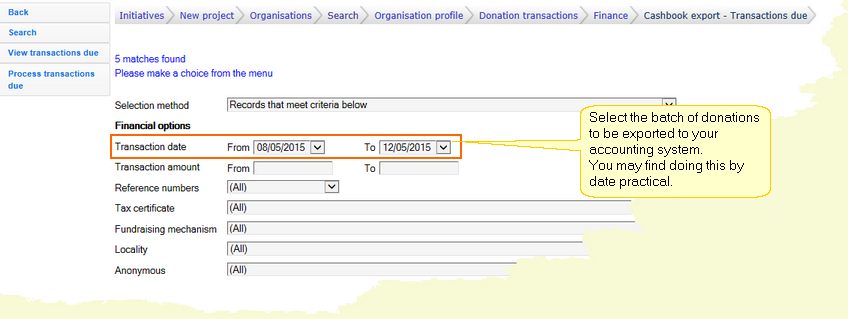 Back
Search
View transactions due
Process transactions
due
Initiatives New project Organisations Search Organisation profile Donation transactions Finance Cashbook export - Transactions due
5 matches found
Please make a choice from the menu
Selection method Records that meet criteria below
Financial options
Transaction date From 08/05/2015 To 12/05/2015
Transaction amount From To
Reference numbers (All)
Tax certificate (All)
Fundraising mechanism (All)
Locality (All)
Anonymous (All)
Select the batch of donations
to be exported to your
accounting system.
You may find doing this by
date practical.